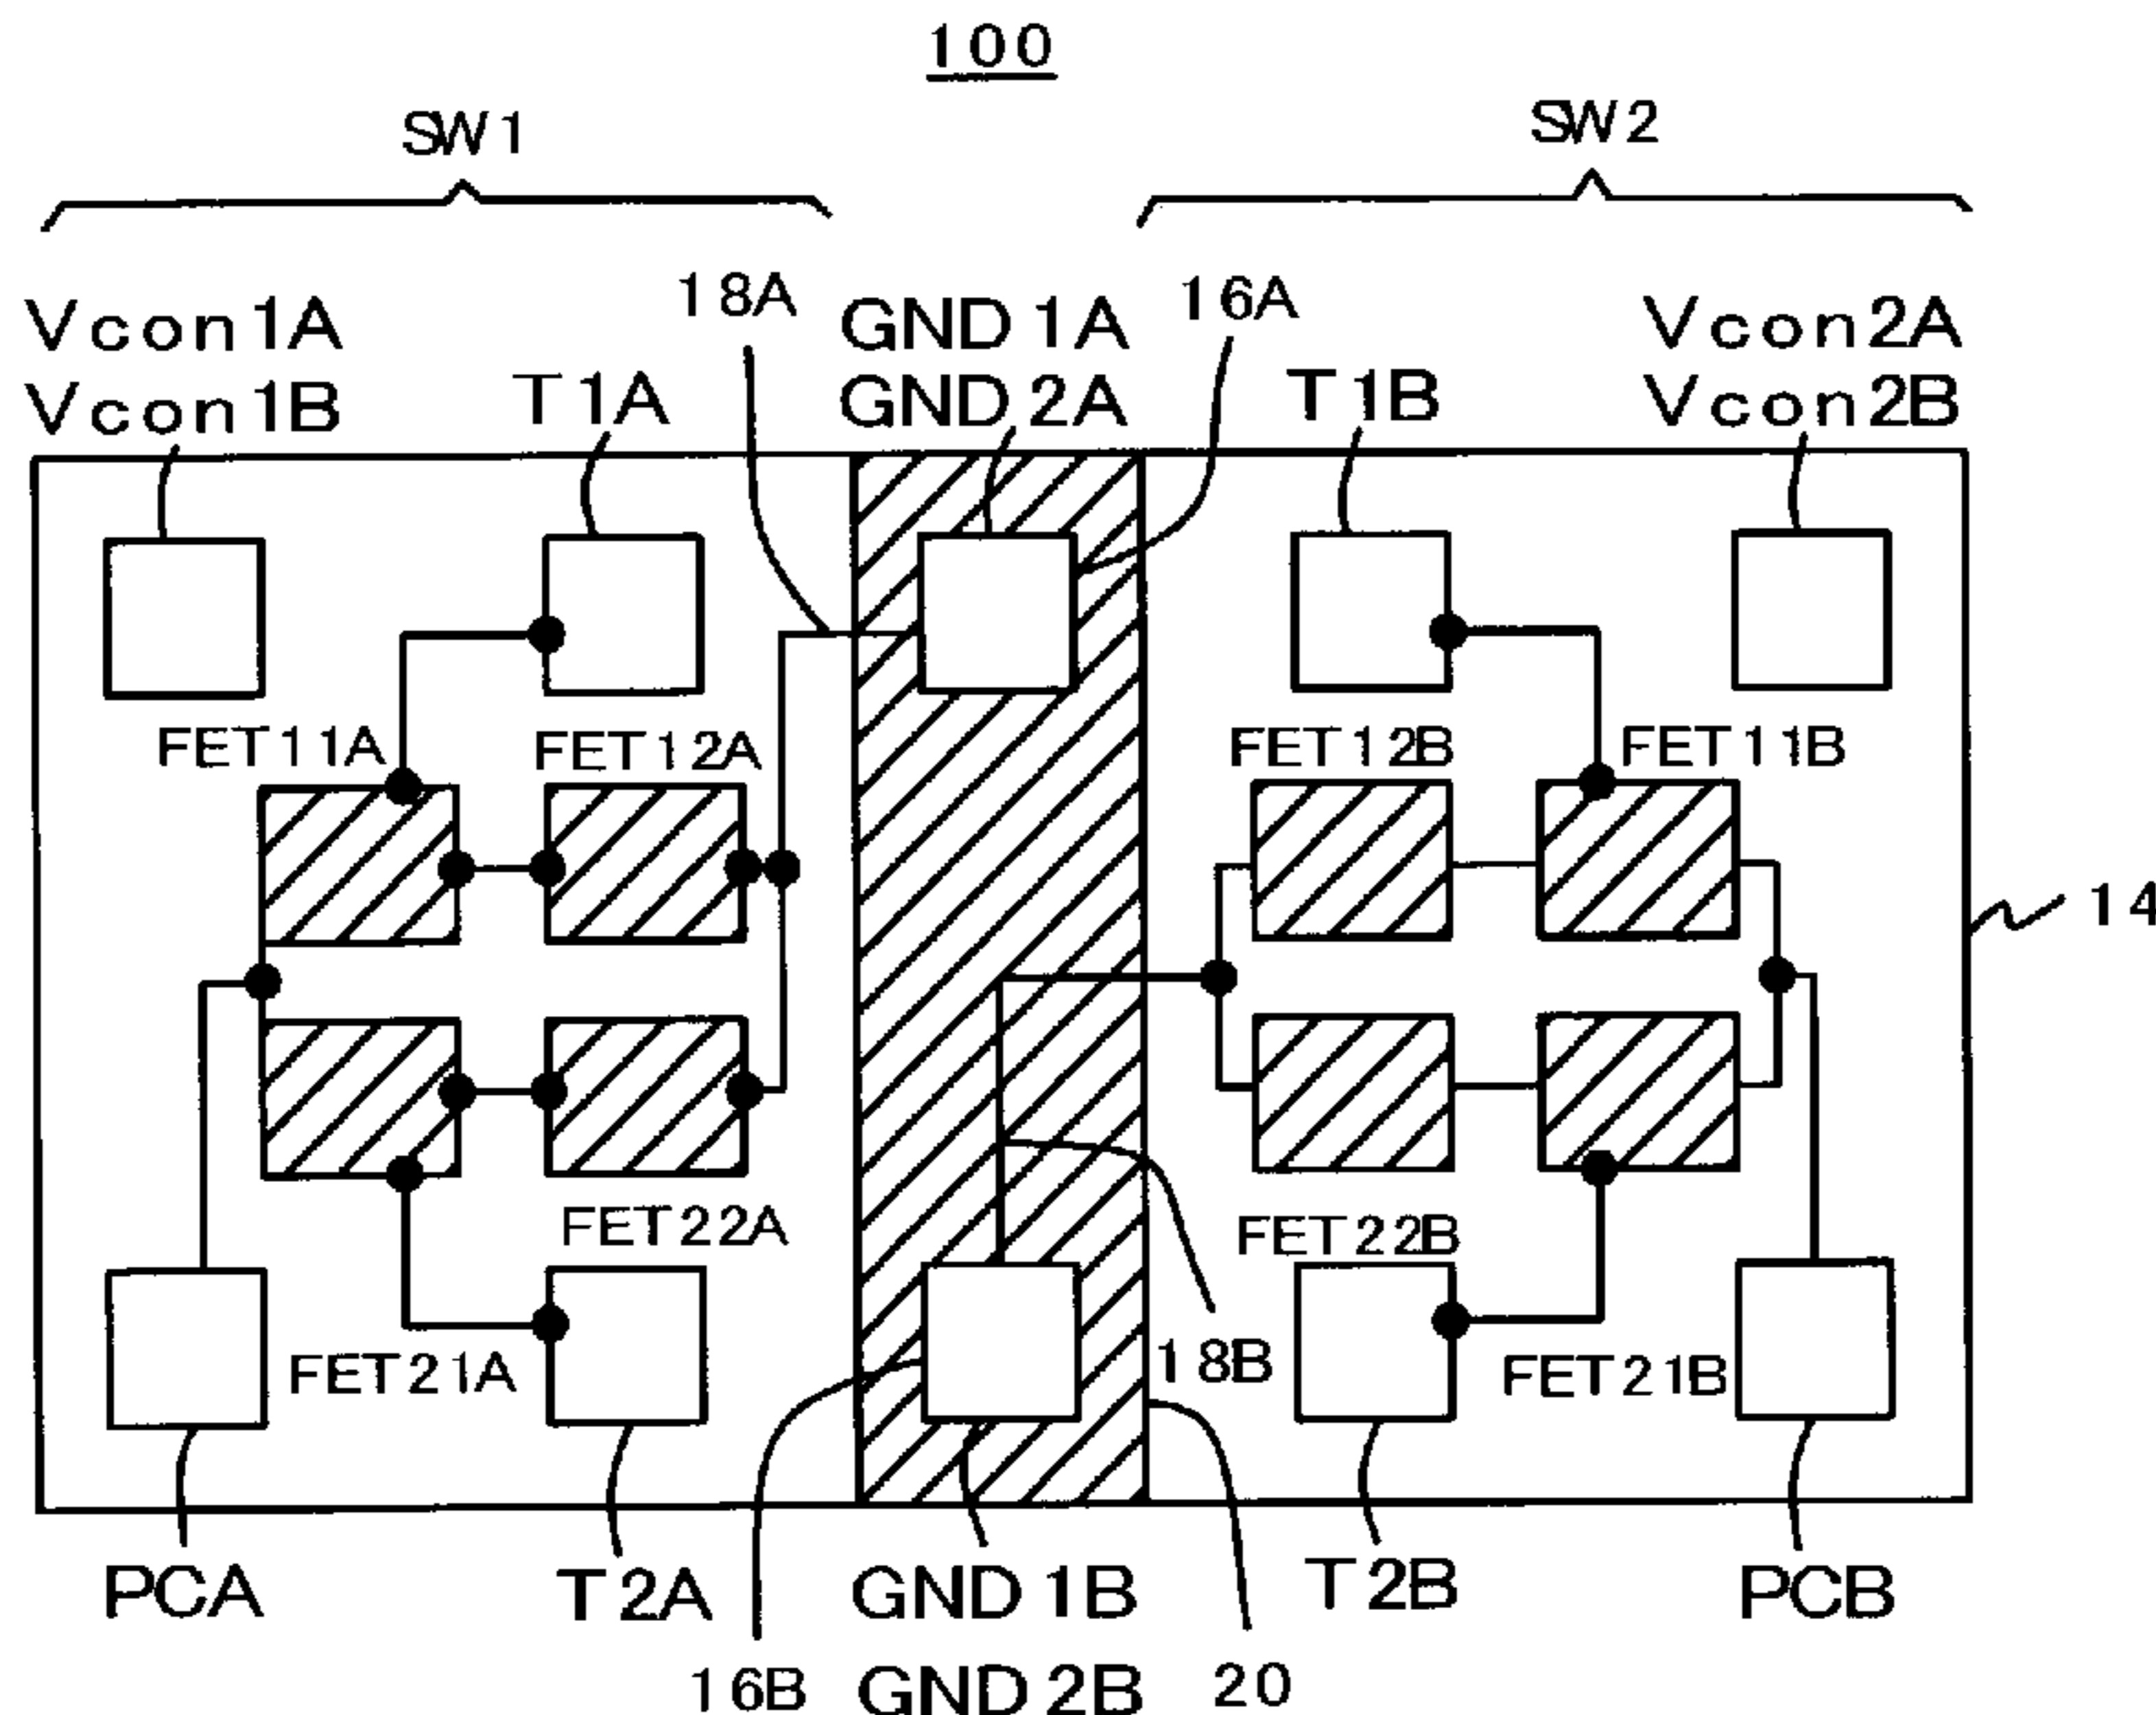 100
SW1
SW2
18A
16A
Vcon1A
Vcon1B
T1A
GND1A
GND2A
T1B
Vcon2A
Vcon2B
FET11A
FET12A
FET12B
FET11B
14
FET22A
FET22B
FET21A
18B
FET21B
PCA
T2A
GND1B
GND2B
T2B
PCB
16B
20